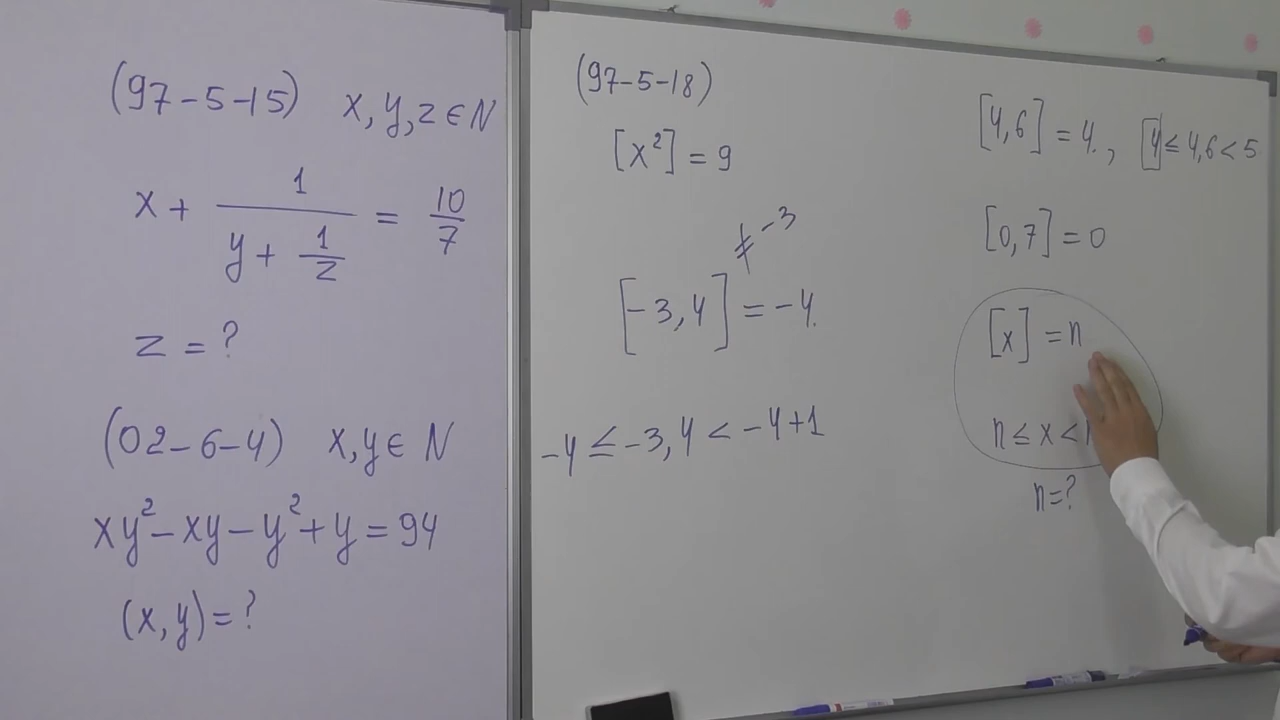 (97-5-15) x, y, z ∈ N
x + 1/(y + 1/z) = 10/7
z = ?
(02-6-4) x, y ∈ N
xy² - xy - y² + y = 94
(x, y) = ?
(97-5-18)
[x²] = 9
≠ -3
[-3,4] = -4.
-4 ≤ -3,4 < -4+1
[4,6] = 4., 4 ≤ 4,6 < 5
[0,7] = 0
[x] = n
n ≤ x <
n = ?